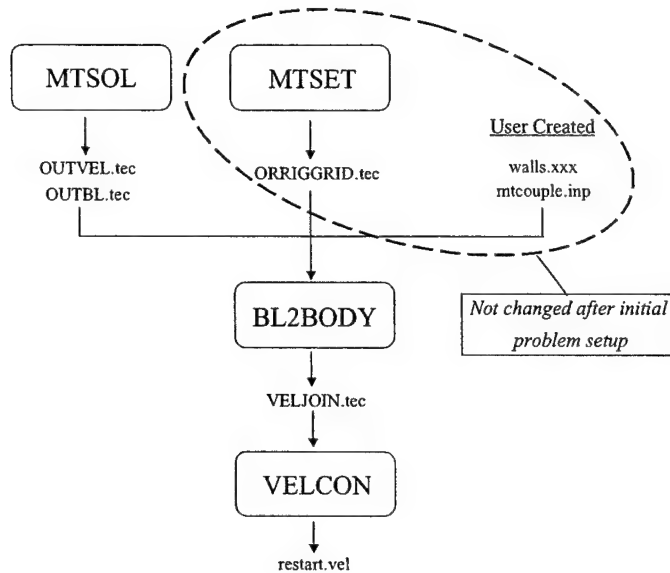 MTSOL
MTSET
User Created
OUTVEL.tec
OUTBL.tec
ORRIGGRID.tec
walls.xxx
mtcouple.inp
BL2BODY
Not changed after initial
problem setup
VELJOIN.tec
VELCON
restart.vel